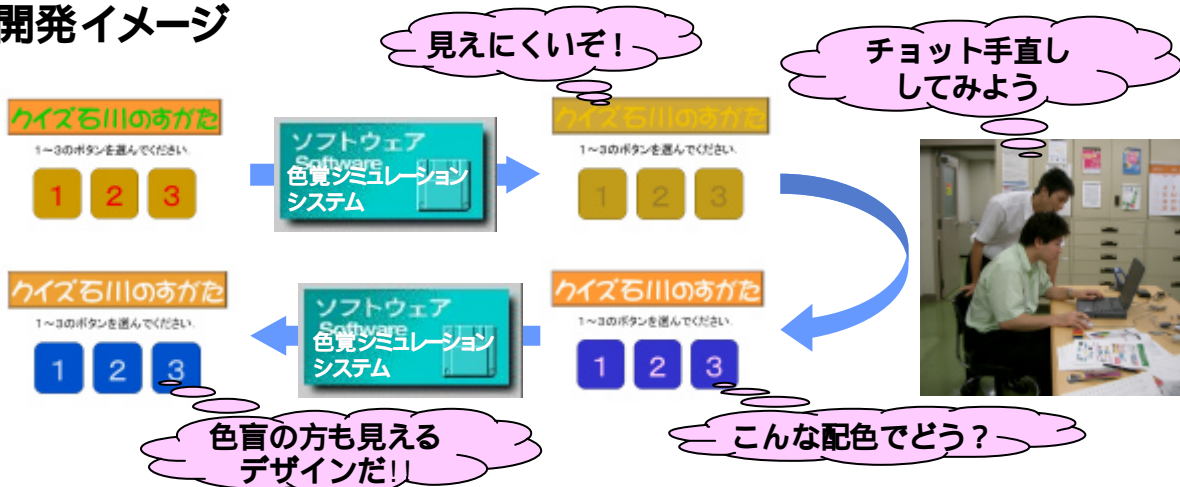 開発イメージ
見えにくいぞ！
チョット手直し
してみよう
クイズ石川のすがた
1～3のボタンを選んでください.
1 2 3
ソフトウェア
Software
色覚シミュレーション
システム
クイズ石川のすがた
1～3のボタンを選んでください.
1 2 3
クイズ石川のすがた
1～3のボタンを選んでください.
1 2 3
ソフトウェア
Software
色覚シミュレーション
システム
クイズ石川のすがた
1～3のボタンを選んでください.
1 2 3
色盲の方も見える
デザインだ!!
こんな配色でどう？